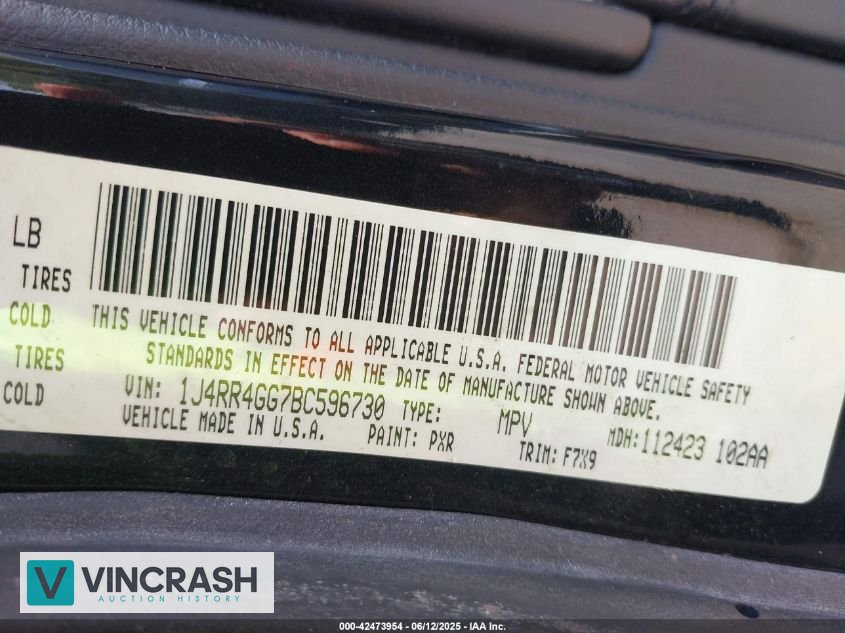 LB
TIRES
COLD
TIRES
COLD
THIS VEHICLE CONFORMS TO ALL APPLICABLE U.S.A. FEDERAL MOTOR VEHICLE SAFETY
STANDARDS IN EFFECT ON THE DATE OF MANUFACTURE SHOWN ABOVE.
VIN: 1J4RR4GG7BC596730 TYPE: MPV MDH: 112423 102AA
VEHICLE MADE IN U.S.A. PAINT: PXR TRIM: F7X9
V VINCRASH
AUCTION HISTORY
000-42473954 - 06/12/2025 - IAA Inc.